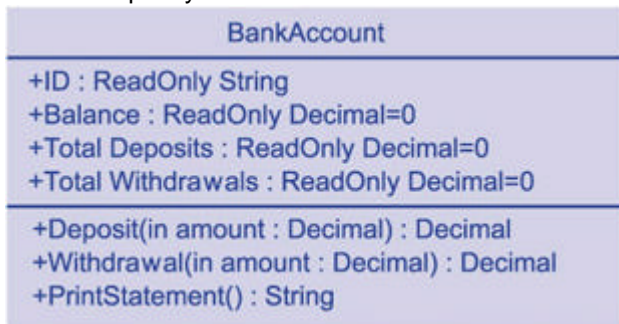 BankAccount
+ID : ReadOnly String
+Balance : ReadOnly Decimal=0
+Total Deposits : ReadOnly Decimal=0
+Total Withdrawals : ReadOnly Decimal=0
+Deposit(in amount : Decimal) : Decimal
+Withdrawal(in amount : Decimal) : Decimal
+PrintStatement() : String